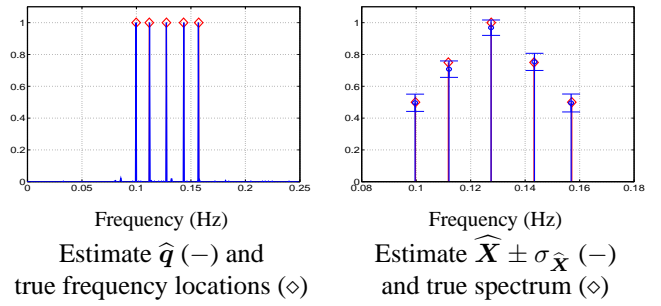 1
0.8
0.6
0.4
0.2
0
0 0.05 0.1 0.15 0.2 0.25
Frequency (Hz)
Estimate q̂ (−) and
true frequency locations (⋄)
1
0.8
0.6
0.4
0.2
0
0.08 0.1 0.12 0.14 0.16 0.18
Frequency (Hz)
Estimate X̂ ± σ_X̂ (−)
and true spectrum (⋄)